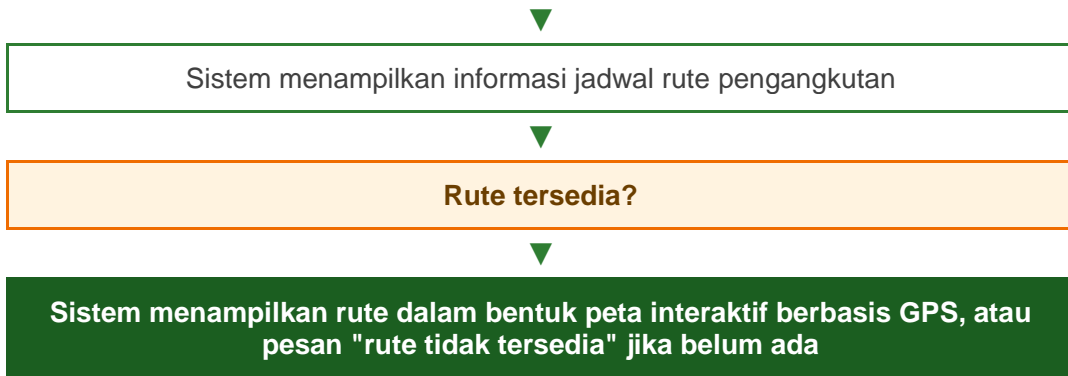 Sistem menampilkan informasi jadwal rute pengangkutan
Rute tersedia?
Sistem menampilkan rute dalam bentuk peta interaktif berbasis GPS, atau
pesan "rute tidak tersedia" jika belum ada